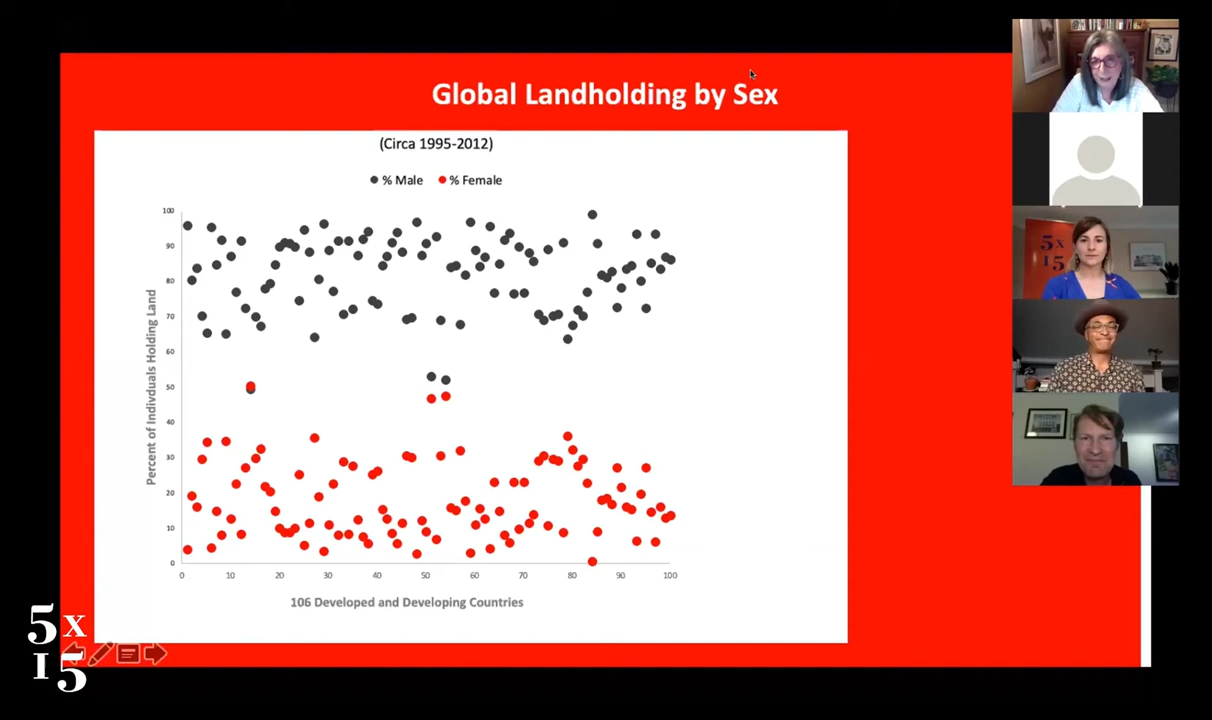 Global Landholding by Sex
(Circa 1995-2012)
% Male % Female
Percent of Indivduals Holding Land
100
90
80
70
60
50
40
30
20
10
0
0 10 20 30 40 50 60 70 80 90 100
106 Developed and Developing Countries
5x
15
5x
15